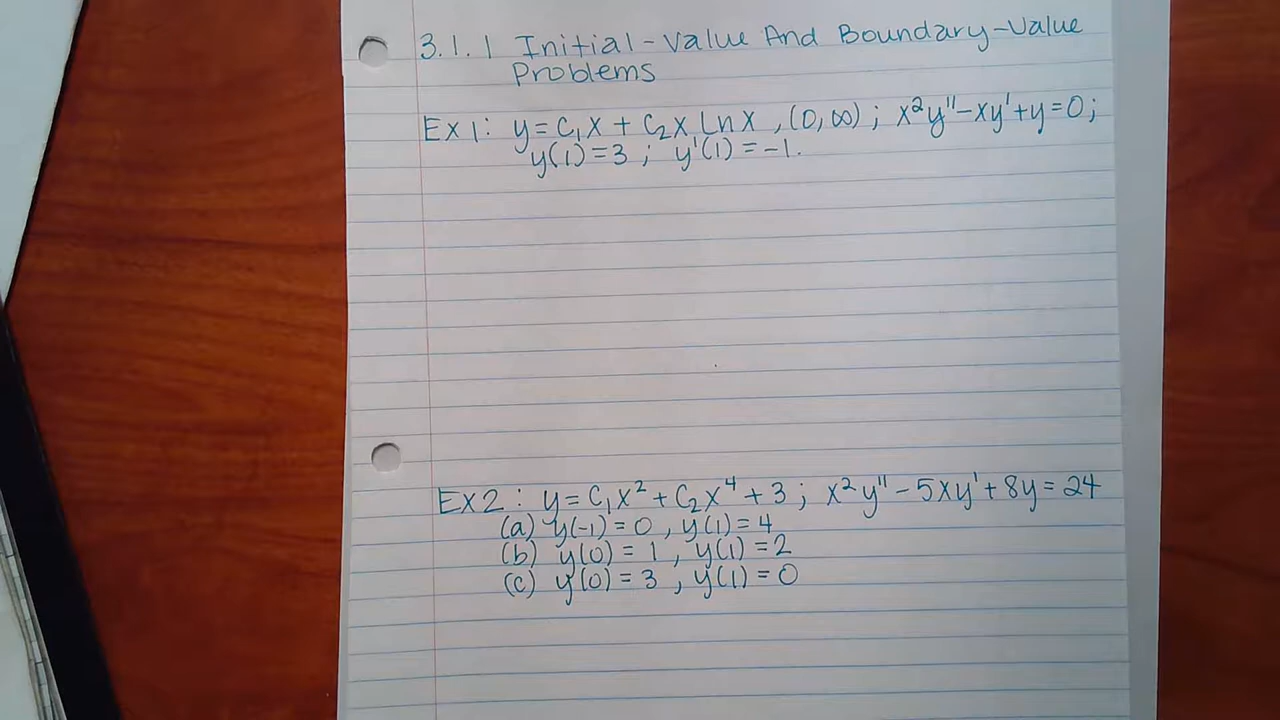 3.1.1 Initial-Value And Boundary-Value
Problems
Ex 1: y = c₁x + c₂x ln x, (0, ∞); x²y'' - xy' + y = 0;
y(1) = 3; y'(1) = -1.
Ex 2: y = c₁x² + c₂x⁴ + 3; x²y'' - 5xy' + 8y = 24
(a) y(-1) = 0, y(1) = 4
(b) y(0) = 1, y(1) = 2
(c) y(0) = 3, y(1) = 0